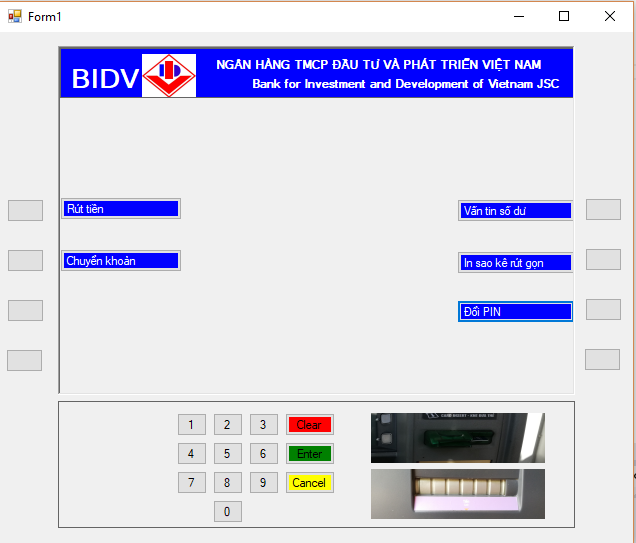 Form1
BIDV
NGÂN HÀNG TMCP ĐẦU TƯ VÀ PHÁT TRIỂN VIỆT NAM
Bank for Investment and Development of Vietnam JSC
Rút tiền
Vấn tin số dư
Chuyển khoản
In sao kê rút gọn
Đổi PIN
1 2 3 Clear
4 5 6 Enter
7 8 9 Cancel
0